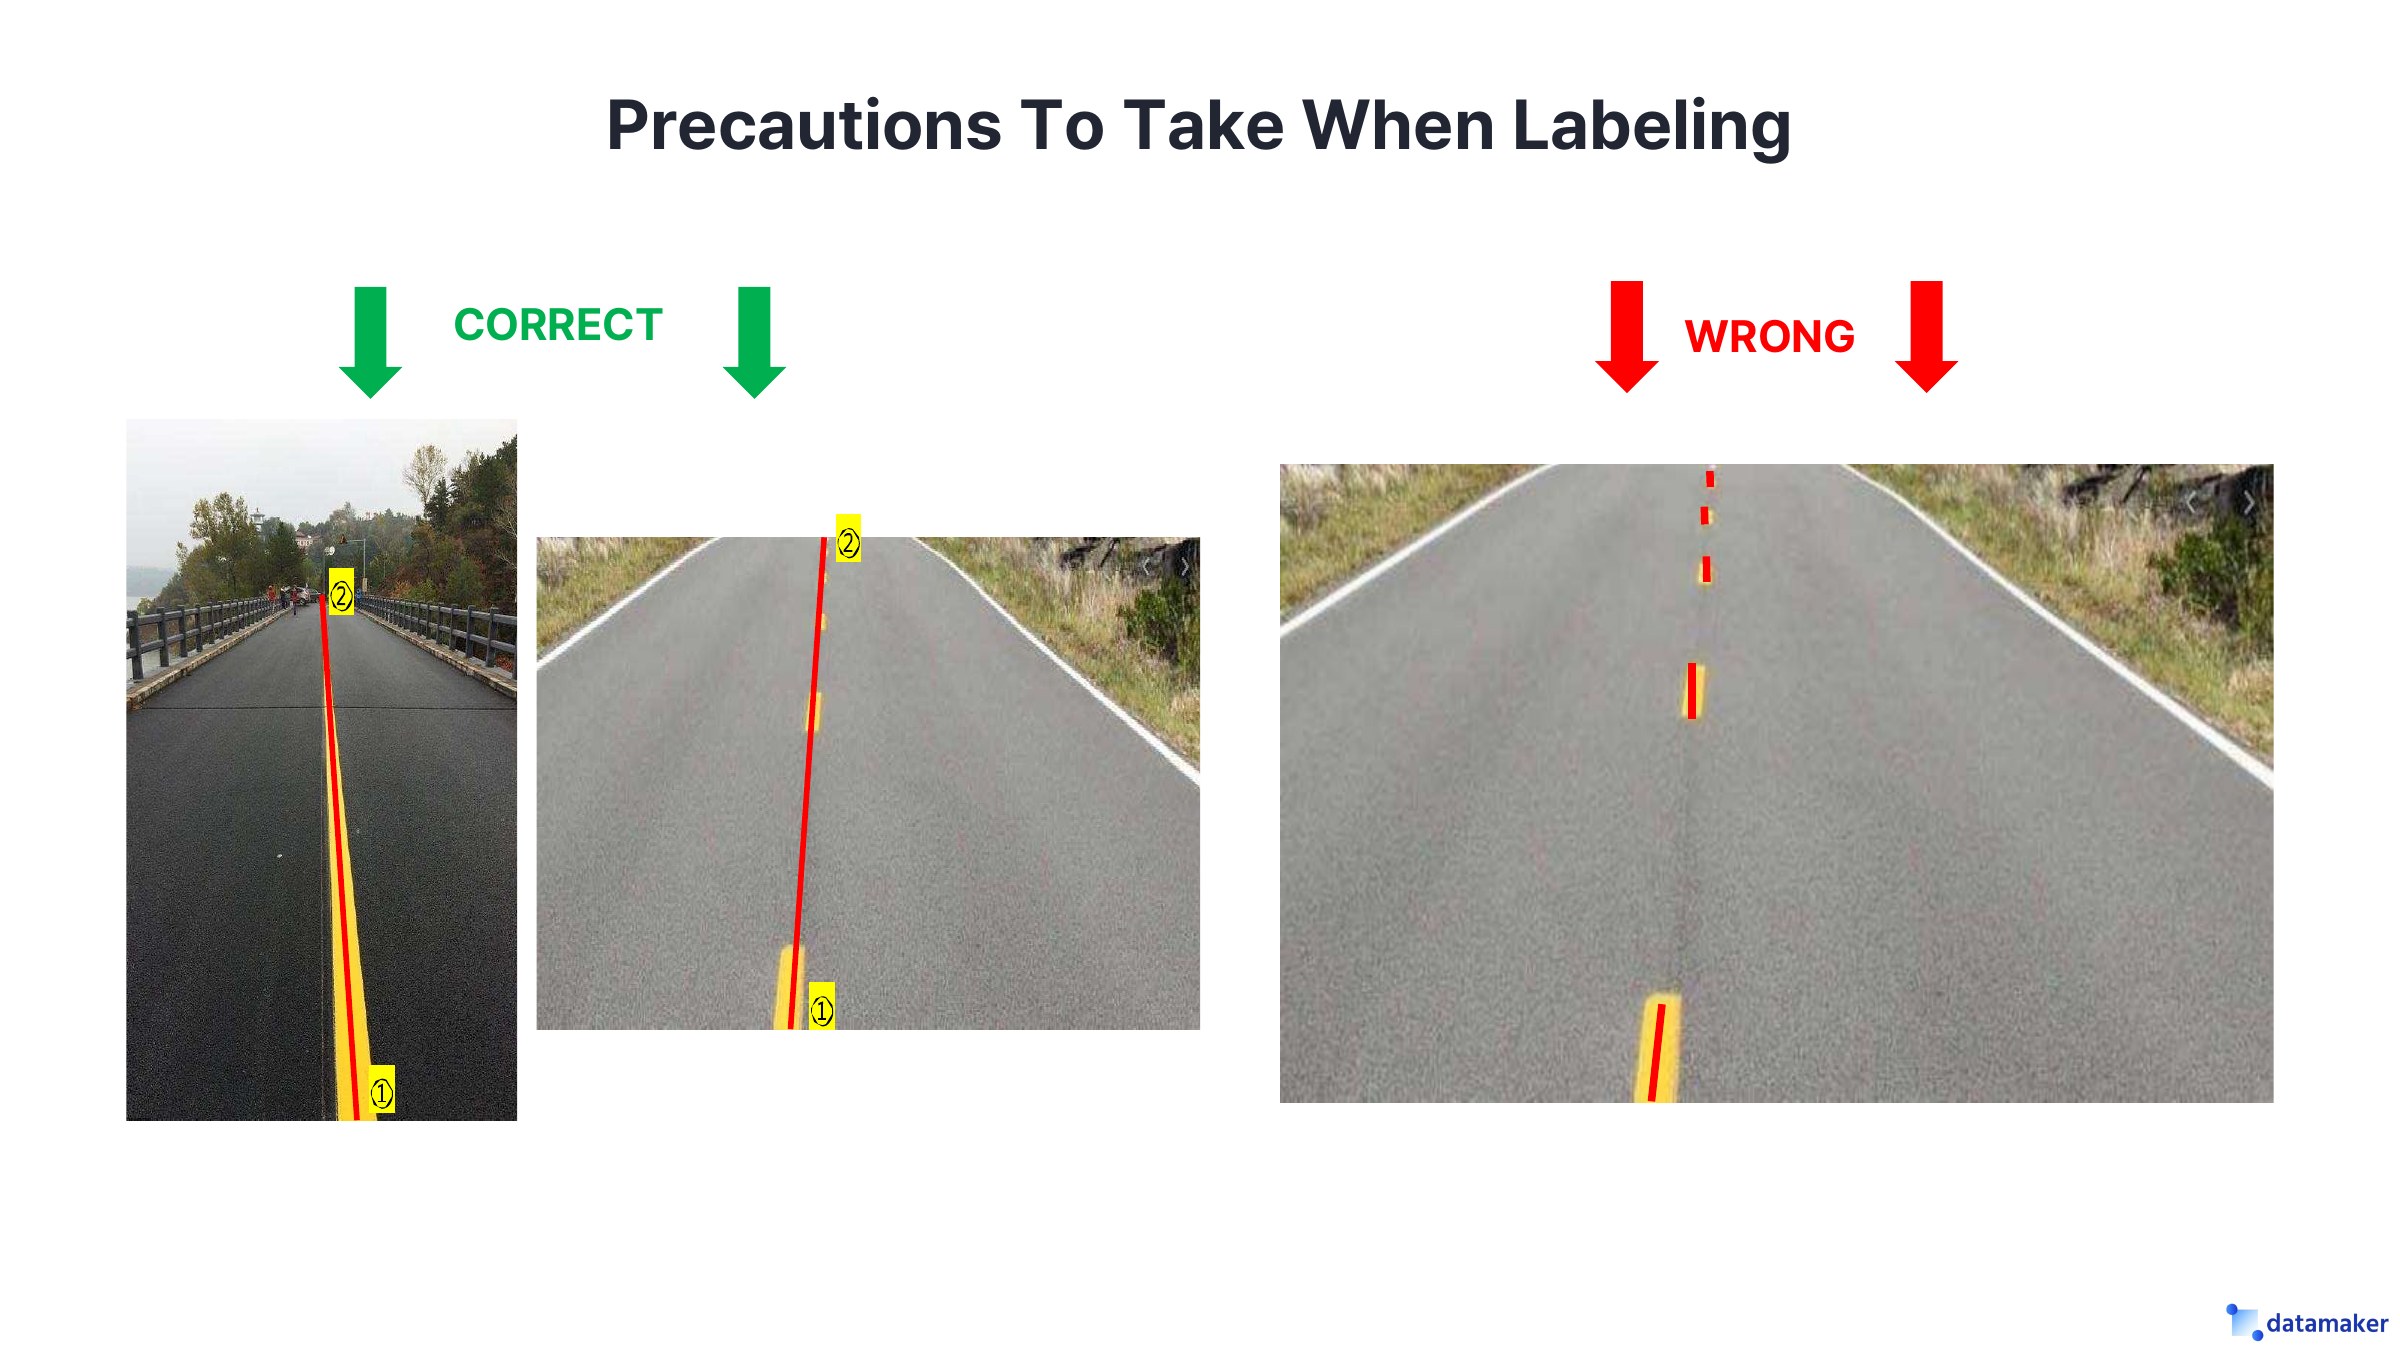 Precautions To Take When Labeling
CORRECT
WRONG
②
②
①
①
datamaker